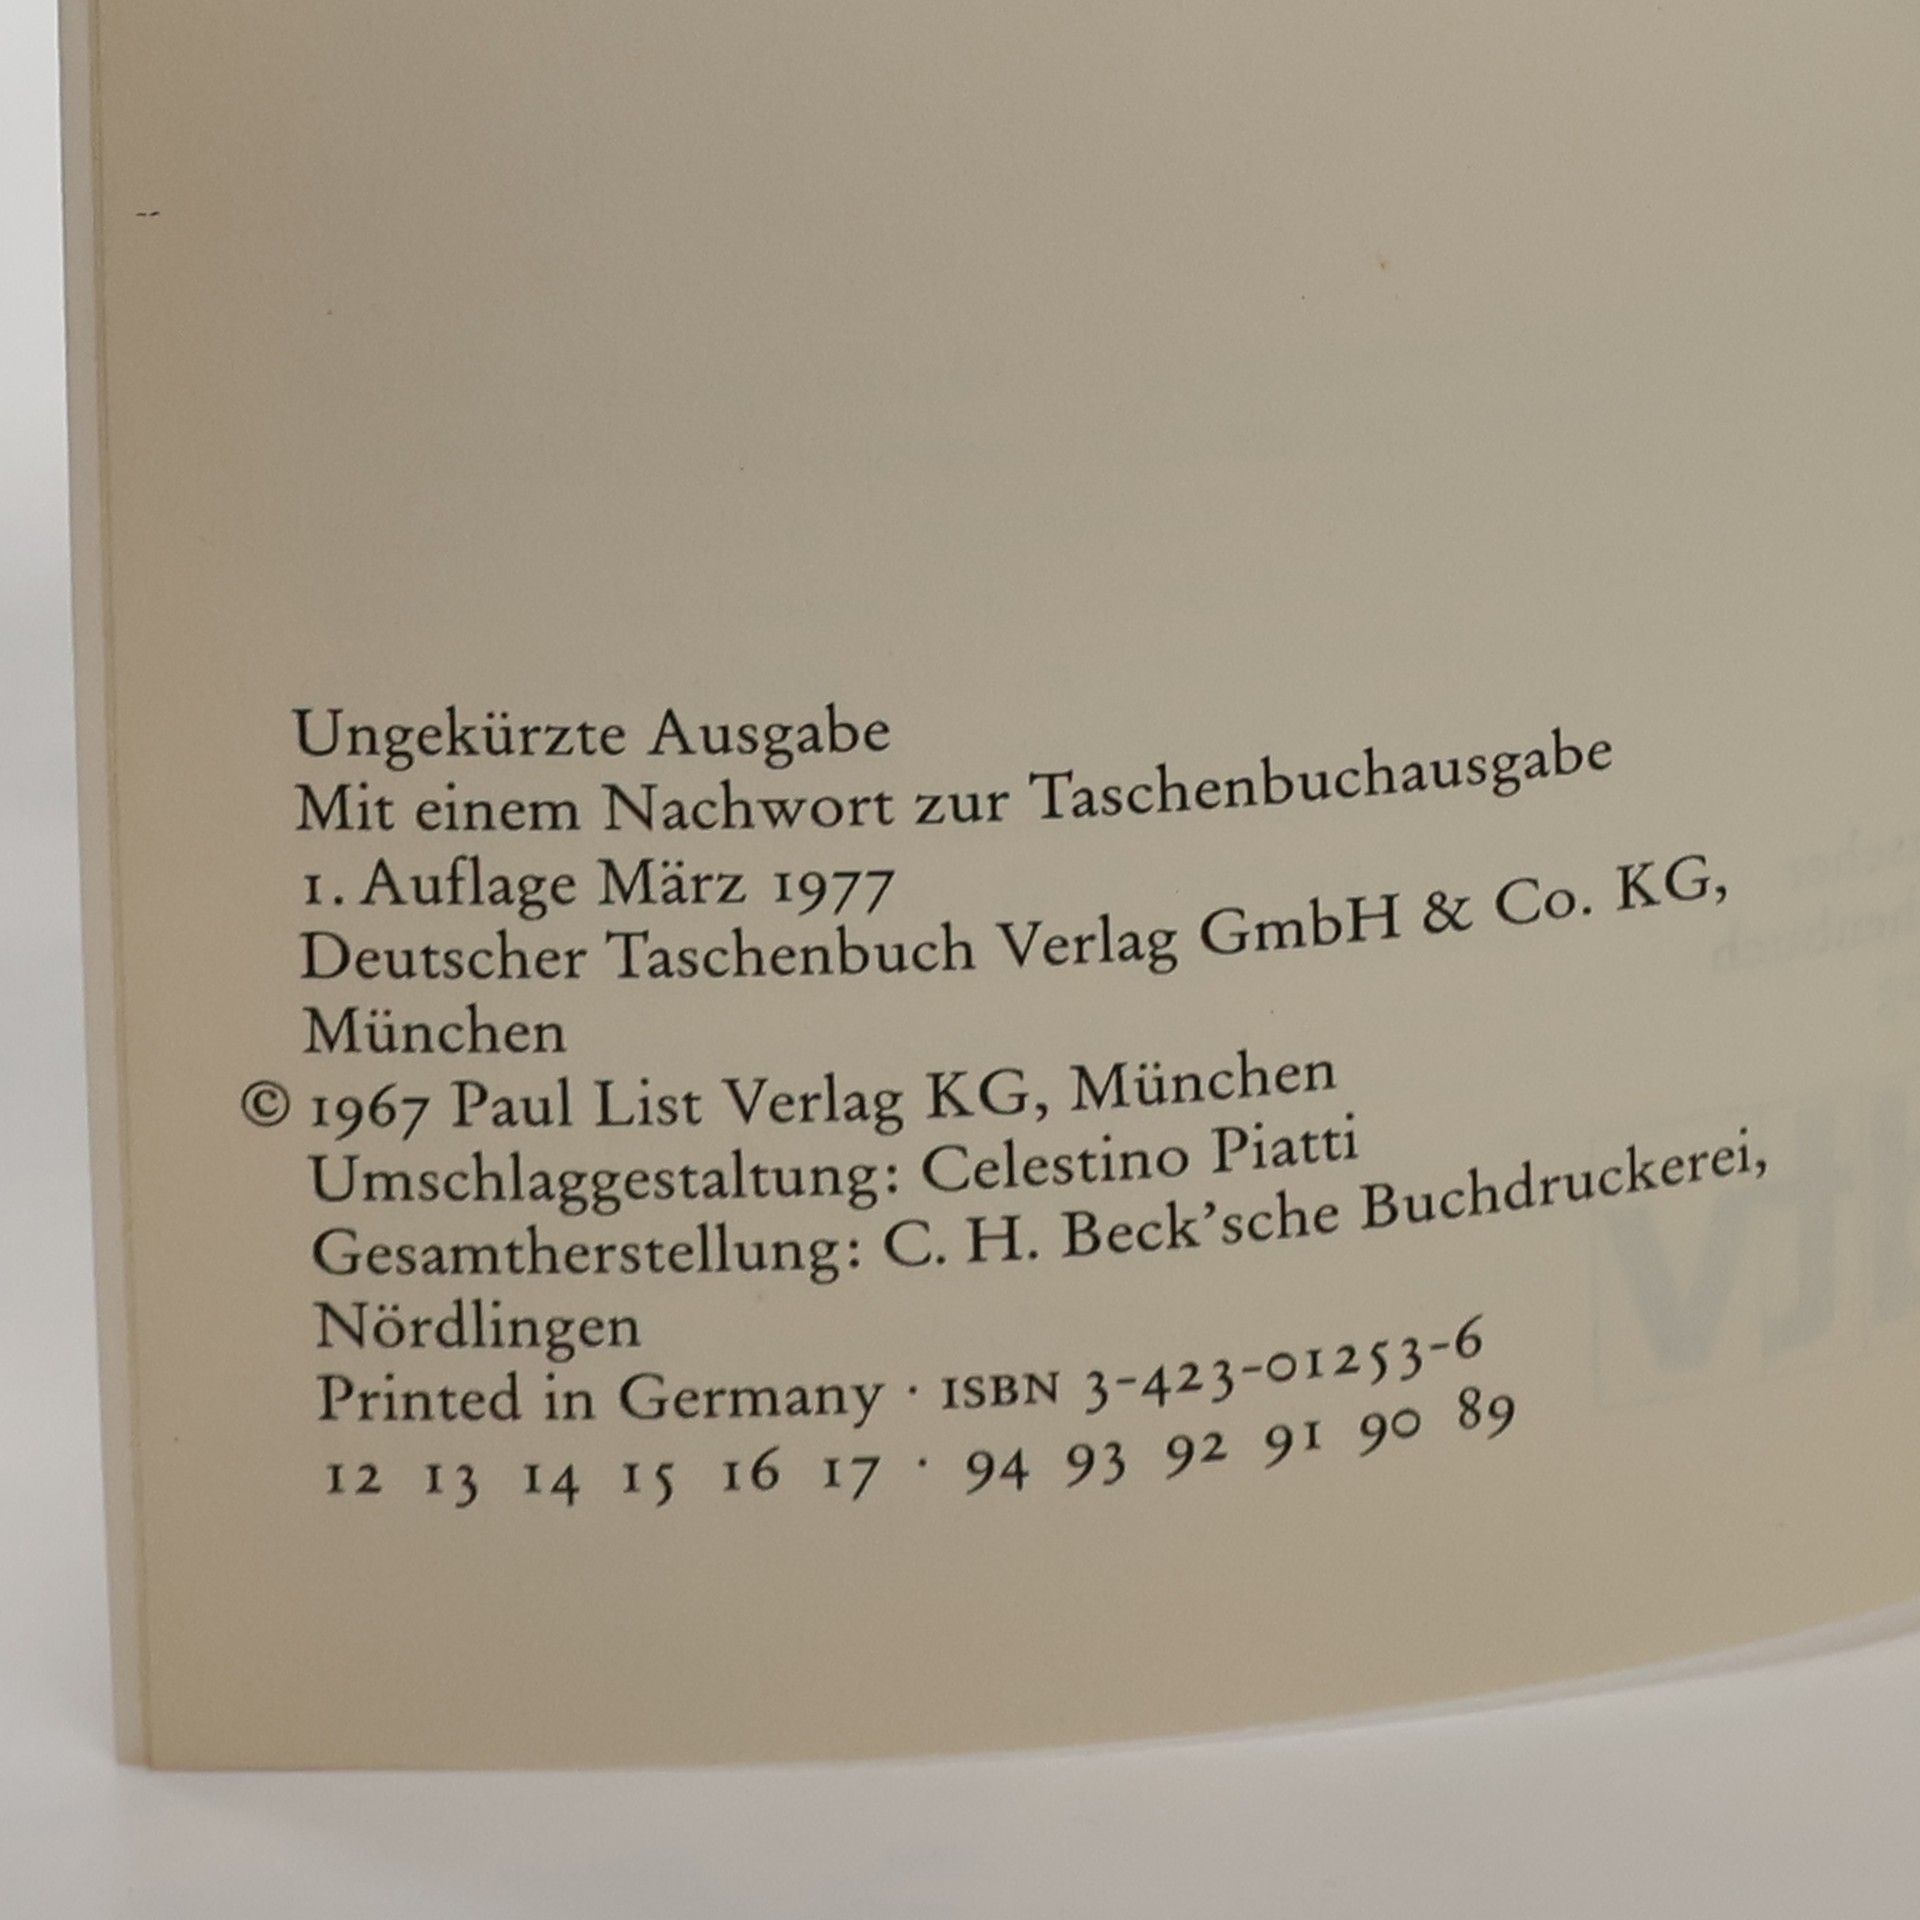 Ungekürzte Ausgabe
Mit einem Nachwort zur Taschenbuchausgabe
1. Auflage März 1977
Deutscher Taschenbuch Verlag GmbH & Co. KG,
München
© 1967 Paul List Verlag KG, München
Umschlaggestaltung: Celestino Piatti
Gesamtherstellung: C. H. Beck’sche Buchdruckerei,
Nördlingen
Printed in Germany · ISBN 3-423-01253-6
12 13 14 15 16 17 · 94 93 92 91 90 89